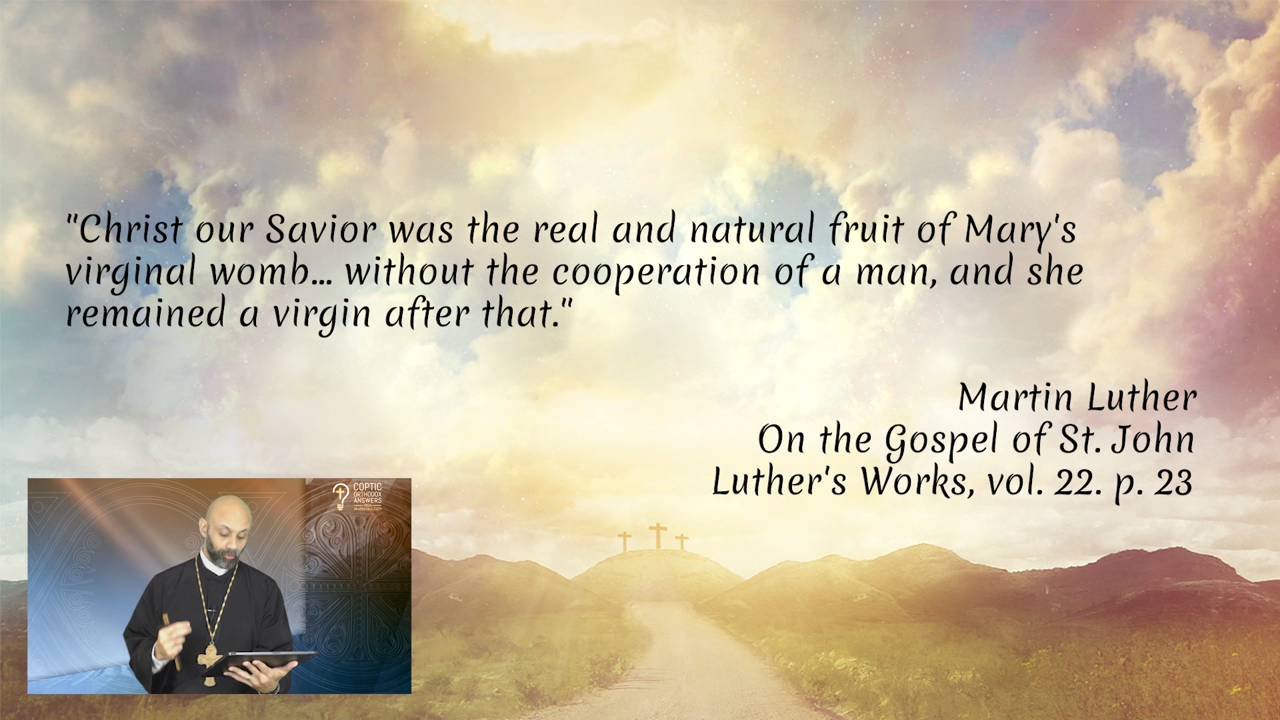 "Christ our Savior was the real and natural fruit of Mary's
virginal womb... without the cooperation of a man, and she
remained a virgin after that."
Martin Luther
On the Gospel of St. John
Luther's Works, vol. 22. p. 23
COPTIC
ORTHODOX
ANSWERS